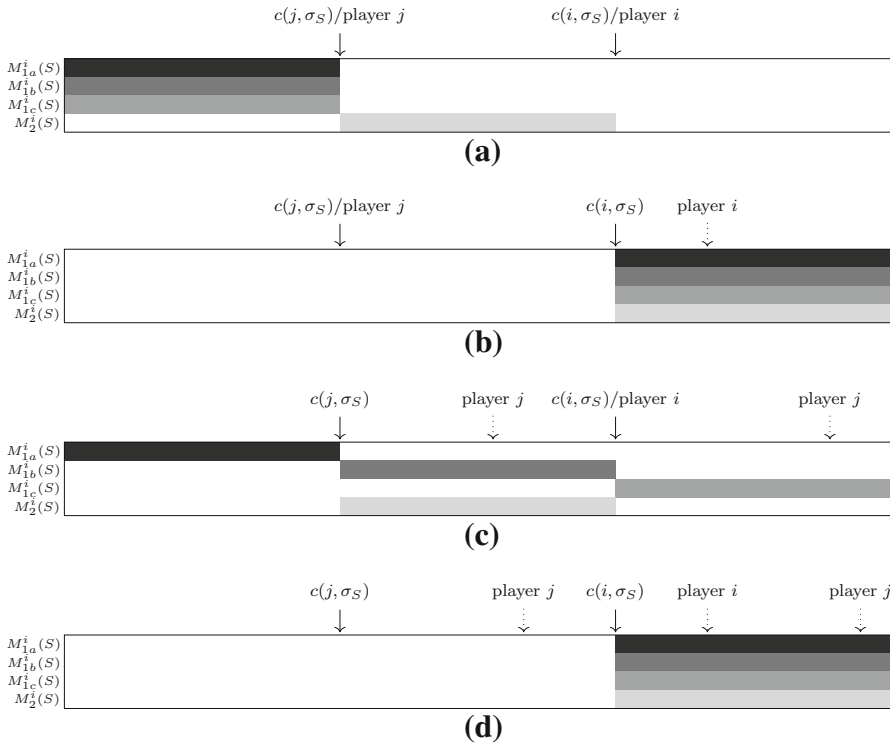 c(j, σ_S)/player j c(i, σ_S)/player i
M^i_{1a}(S)
M^i_{1b}(S)
M^i_{1c}(S)
M^i_2(S)
(a)
c(j, σ_S)/player j c(i, σ_S) player i
M^i_{1a}(S)
M^i_{1b}(S)
M^i_{1c}(S)
M^i_2(S)
(b)
c(j, σ_S) player j c(i, σ_S)/player i player j
M^i_{1a}(S)
M^i_{1b}(S)
M^i_{1c}(S)
M^i_2(S)
(c)
c(j, σ_S) player j c(i, σ_S) player i player j
M^i_{1a}(S)
M^i_{1b}(S)
M^i_{1c}(S)
M^i_2(S)
(d)